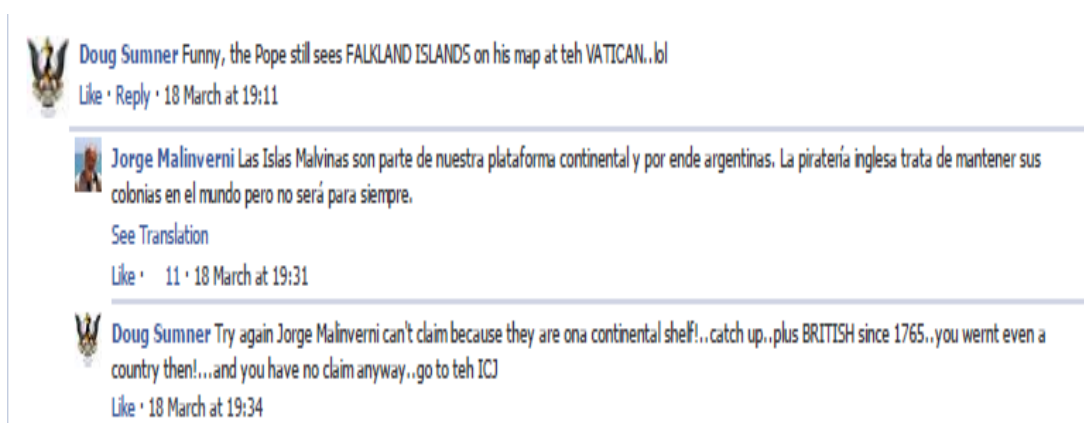 Doug Sumner Funny, the Pope still sees FALKLAND ISLANDS on his map at teh VATICAN..lol
Like · Reply · 18 March at 19:11
Jorge Malinverni Las Islas Malvinas son parte de nuestra plataforma continental y por ende argentinas. La piratería inglesa trata de mantener sus
colonias en el mundo pero no será para siempre.
See Translation
Like · 11 · 18 March at 19:31
Doug Sumner Try again Jorge Malinverni can't claim because they are ona continental shelf!..catch up..plus BRITISH since 1765..you wernt even a
country then!...and you have no claim anyway..go to teh ICJ
Like · 18 March at 19:34